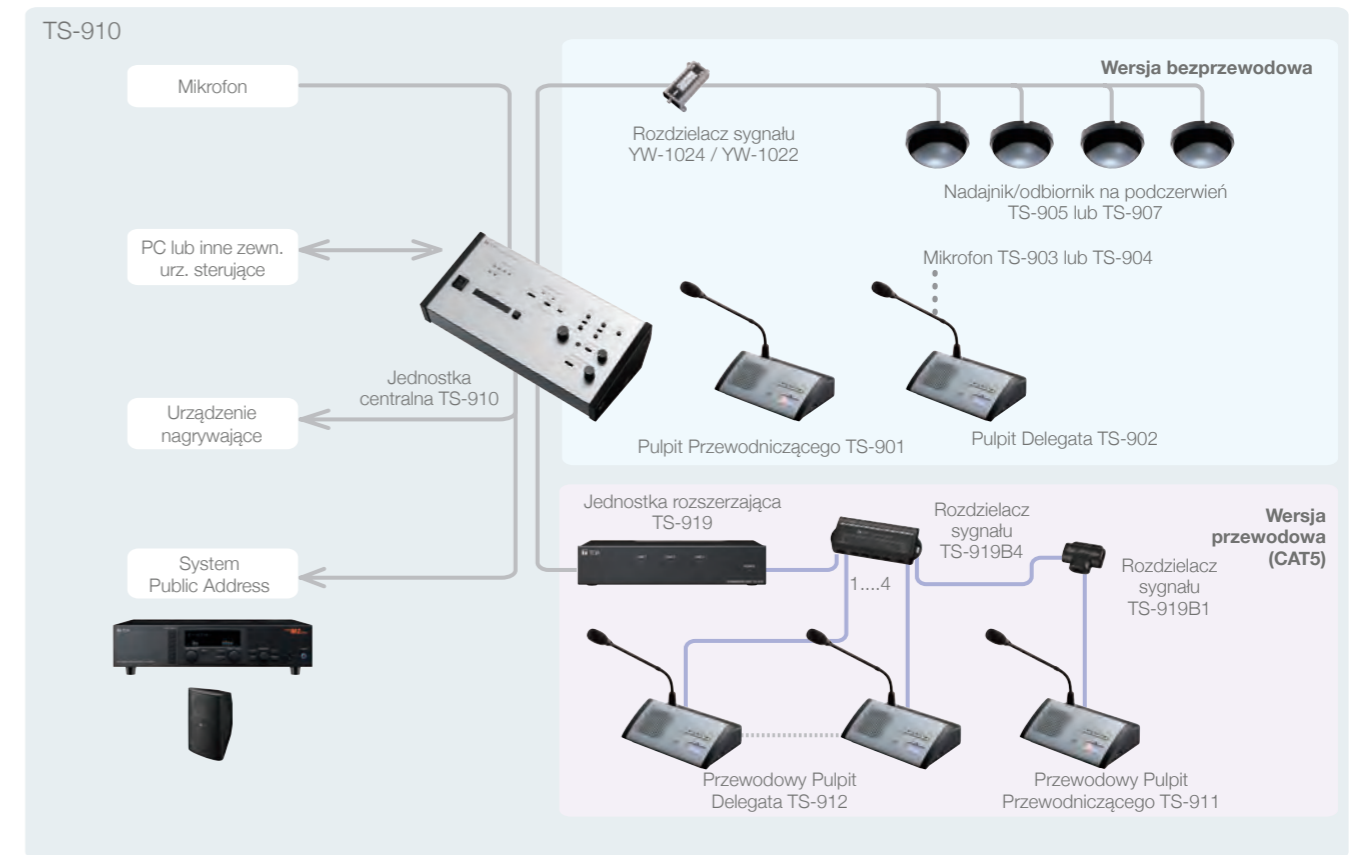 TS-910
Mikrofon
PC lub inne zewn.
urz. sterujące
Jednostka
centralna TS-910
Urządzenie
nagrywające
System
Public Address
Wersja bezprzewodowa
Rozdzielacz sygnału
YW-1024 / YW-1022
Nadajnik/odbiornik na podczerwień
TS-905 lub TS-907
Mikrofon TS-903 lub TS-904
Pulpit Przewodniczącego TS-901
Pulpit Delegata TS-902
Jednostka rozszerzająca
TS-919
Rozdzielacz
sygnału
TS-919B4
Wersja
przewodowa
(CAT5)
1....4
Rozdzielacz
sygnału
TS-919B1
Przewodowy Pulpit
Delegata TS-912
Przewodowy Pulpit
Przewodniczącego TS-911